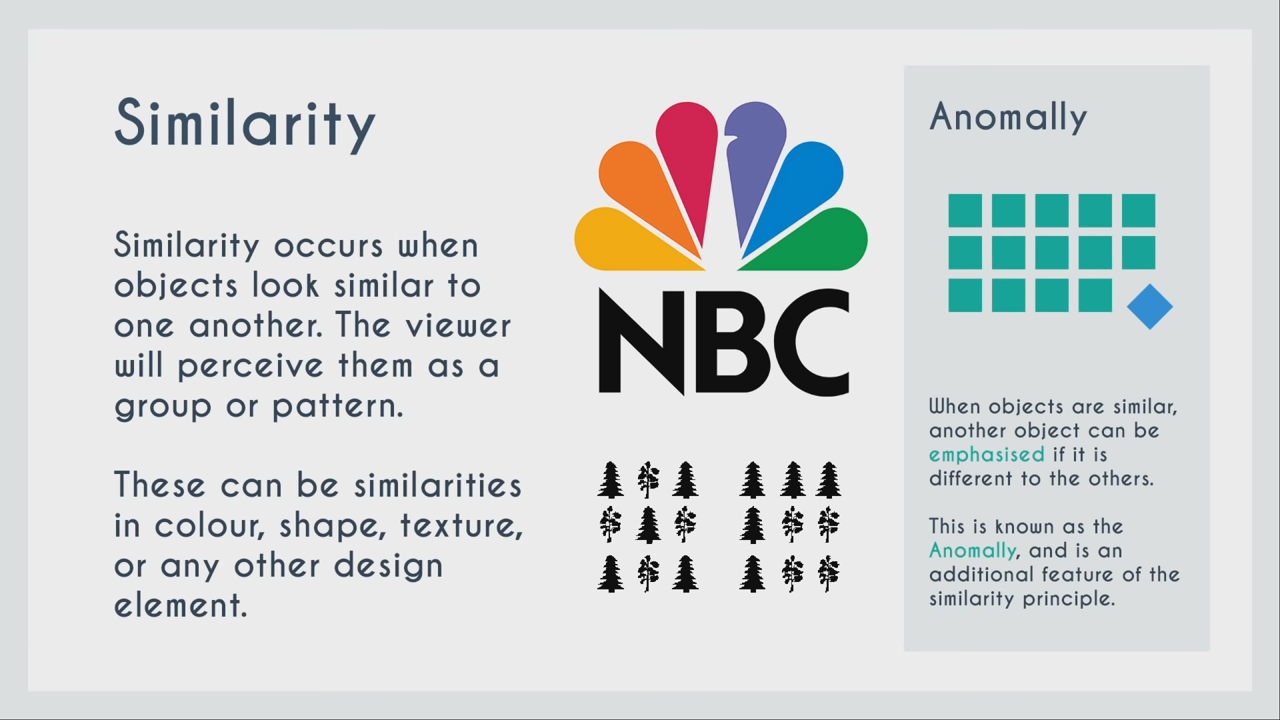 Similarity
Similarity occurs when
objects look similar to
one another. The viewer
will perceive them as a
group or pattern.
These can be similarities
in colour, shape, texture,
or any other design
element.
NBC
Anomally
When objects are similar,
another object can be
emphasised if it is
different to the others.
This is known as the
Anomally, and is an
additional feature of the
similarity principle.